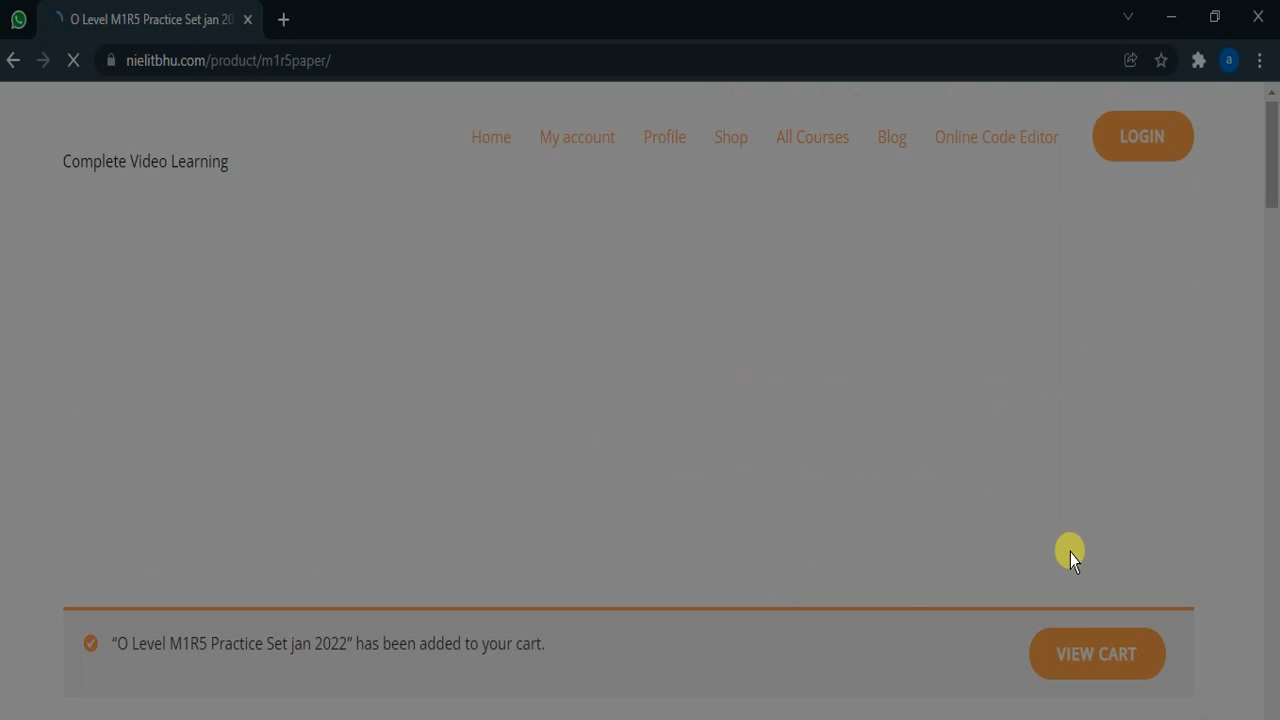 O Level M1R5 Practice Set jan 20
nielitbhu.com/product/m1r5paper/
a
Home My account Profile Shop All Courses Blog Online Code Editor LOGIN
Complete Video Learning
“O Level M1R5 Practice Set jan 2022” has been added to your cart.
VIEW CART